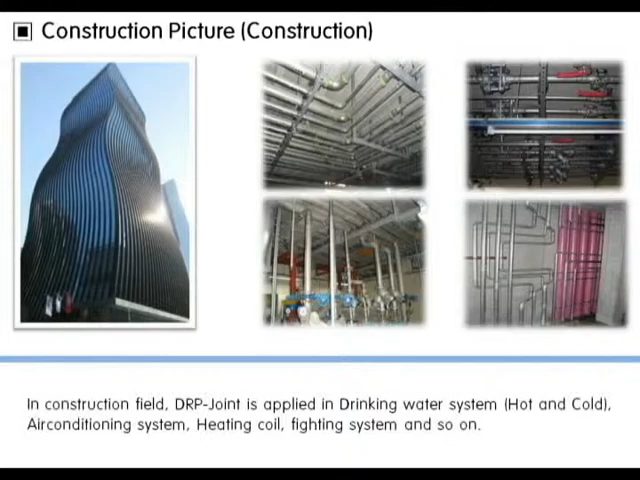 Construction Picture (Construction)
In construction field, DRP-Joint is applied in Drinking water system (Hot and Cold),
Airconditioning system, Heating coil, fighting system and so on.